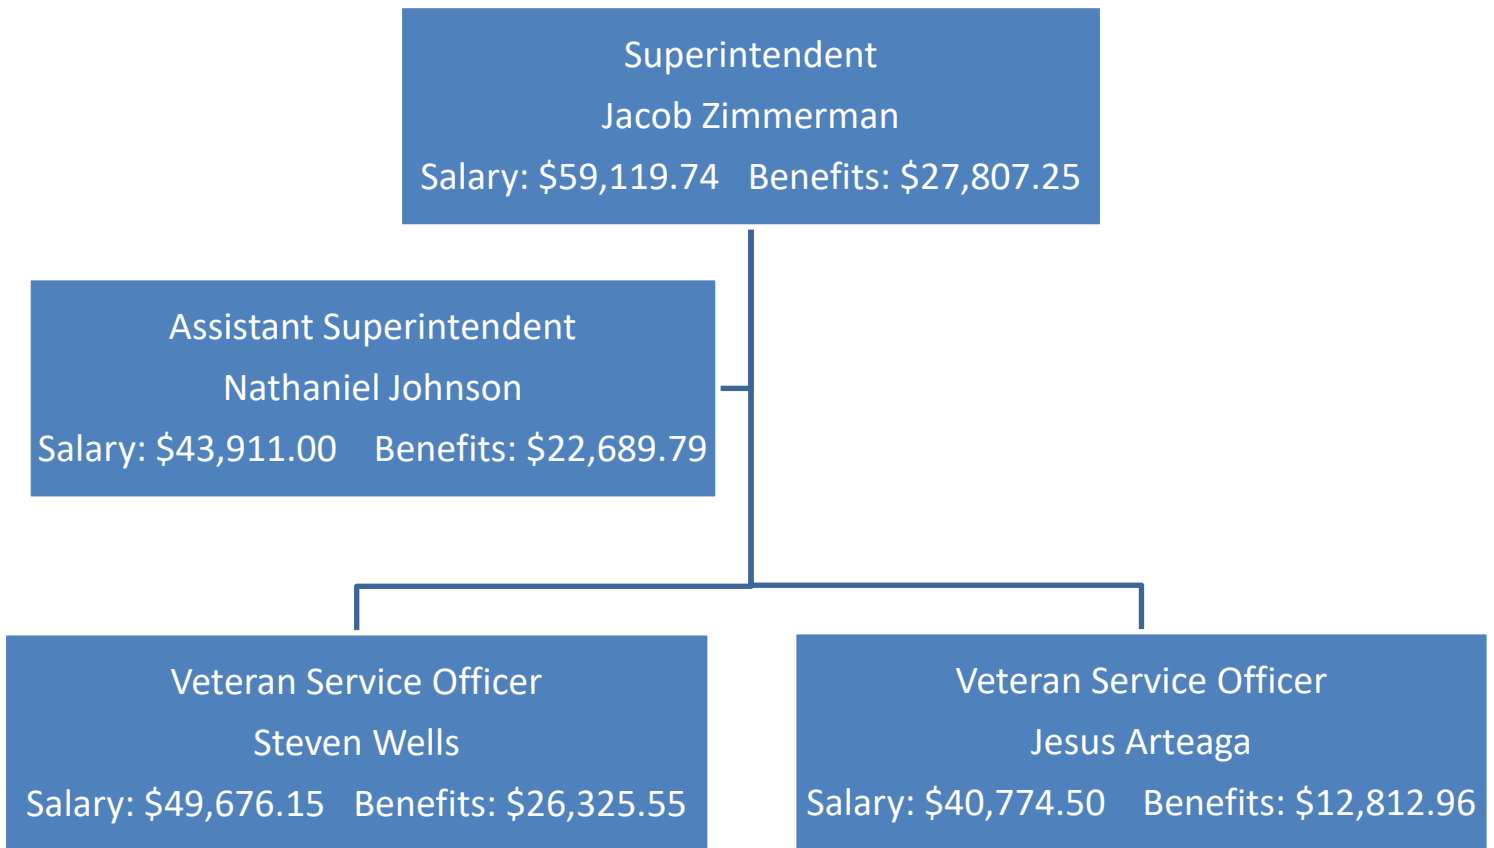 Superintendent
Jacob Zimmerman
Salary: $59,119.74 Benefits: $27,807.25
Assistant Superintendent
Nathaniel Johnson
Salary: $43,911.00 Benefits: $22,689.79
Veteran Service Officer
Steven Wells
Salary: $49,676.15 Benefits: $26,325.55
Veteran Service Officer
Jesus Arteaga
Salary: $40,774.50 Benefits: $12,812.96